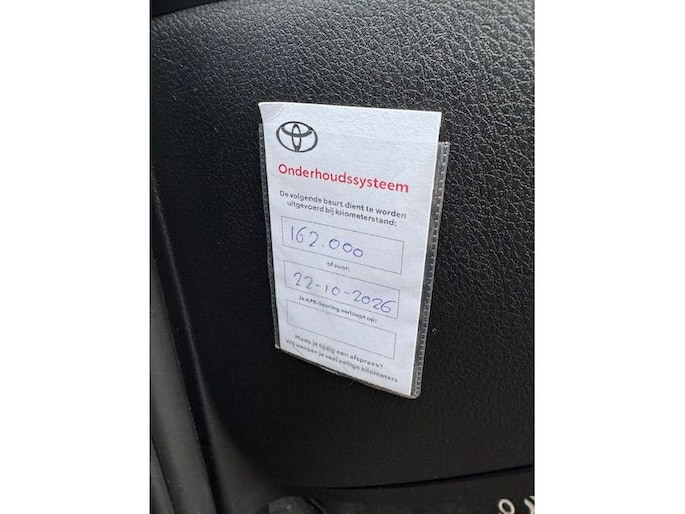 Onderhoudssysteem
De volgende beurt dient te worden
uitgevoerd bij kilometerstand:
162.000
of voor:
22-10-2026
Je APK-keuring verloopt op:
Maak je tijdig een afspraak?
Wij wensen je veel veilige kilometers